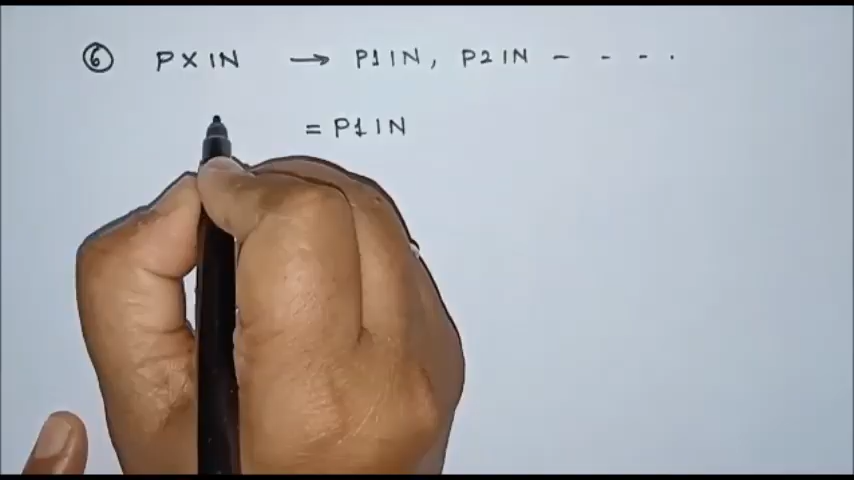 6 PXIN → P1IN, P2IN - - - .
= P1IN